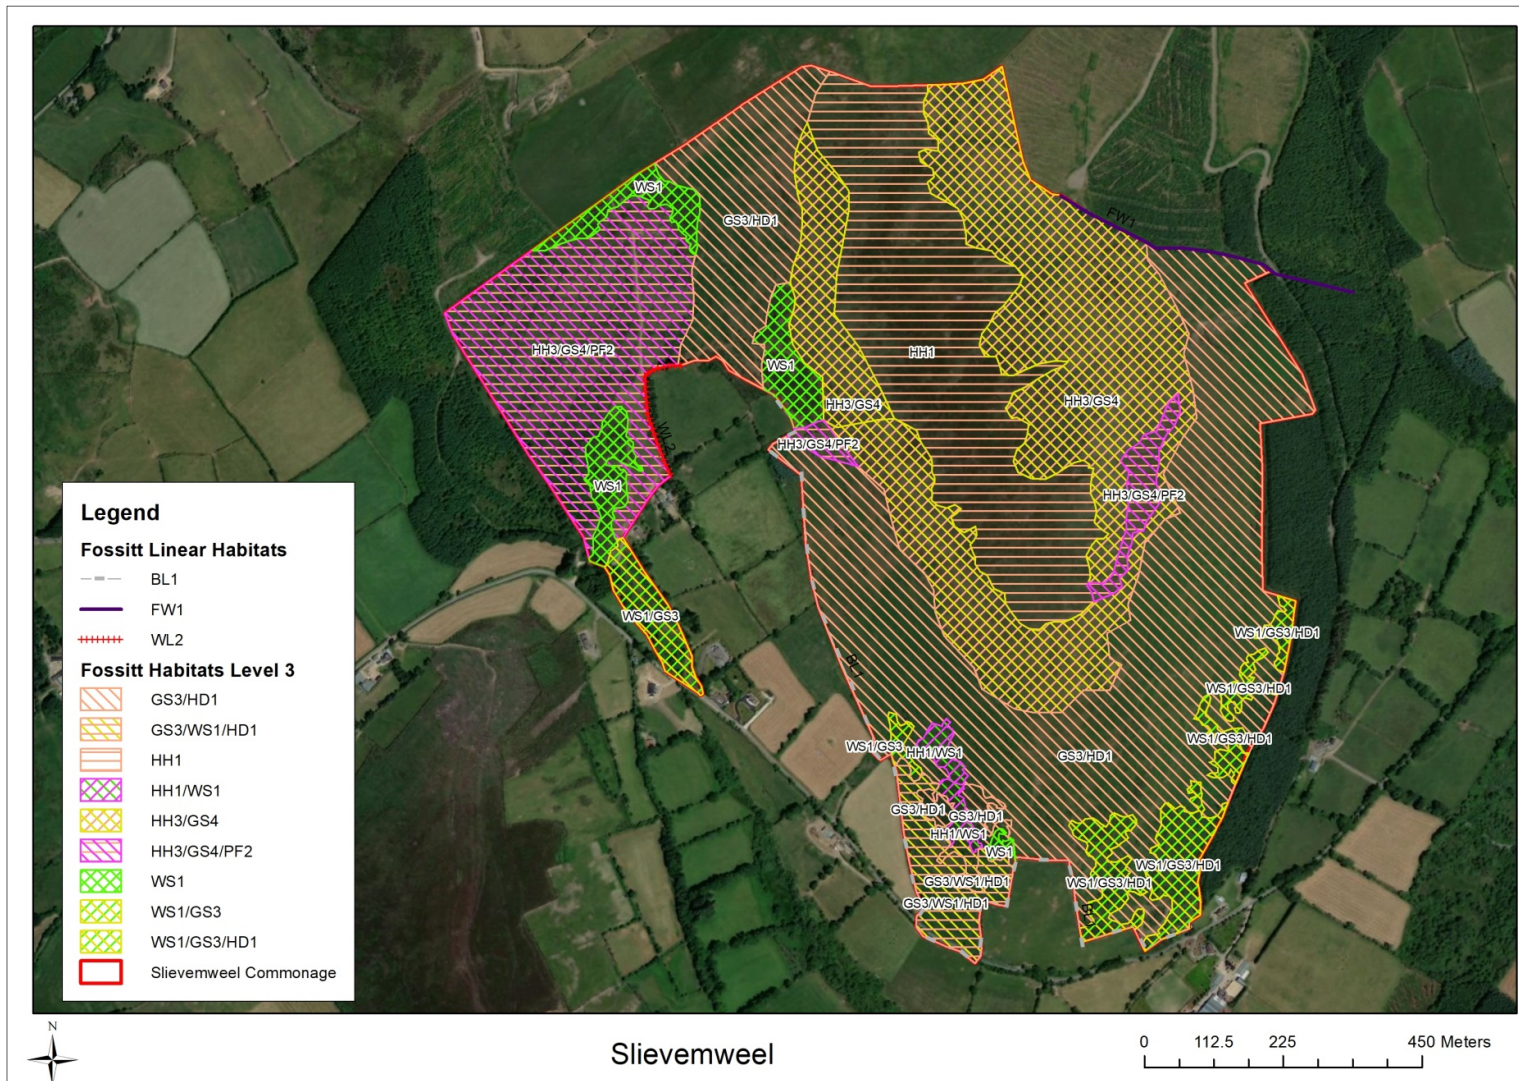 WS1
GS3/HD1
FW1
HH3/GS4/PF2
HH1
WS1
HH3/GS4
HH3/GS4
WL2
HH3/GS4/PF2
WS1
HH3/GS4/PF2
WS1/GS3
WS1/GS3/HD1
BL1
WS1/GS3/HD1
WS1/GS3
HH1/WS1
WS1/GS3/HD1
GS3/HD1
GS3/HD1
GS3/HD1
HH1/WS1
WS1
WS1/GS3/HD1
GS3/WS1/HD1
WS1/GS3/HD1
GS3/WS1/HD1
BL1
Legend
Fossitt Linear Habitats
BL1
FW1
WL2
Fossitt Habitats Level 3
GS3/HD1
GS3/WS1/HD1
HH1
HH1/WS1
HH3/GS4
HH3/GS4/PF2
WS1
WS1/GS3
WS1/GS3/HD1
Slievemweel Commonage
N
Slievemweel
0 112.5 225 450 Meters